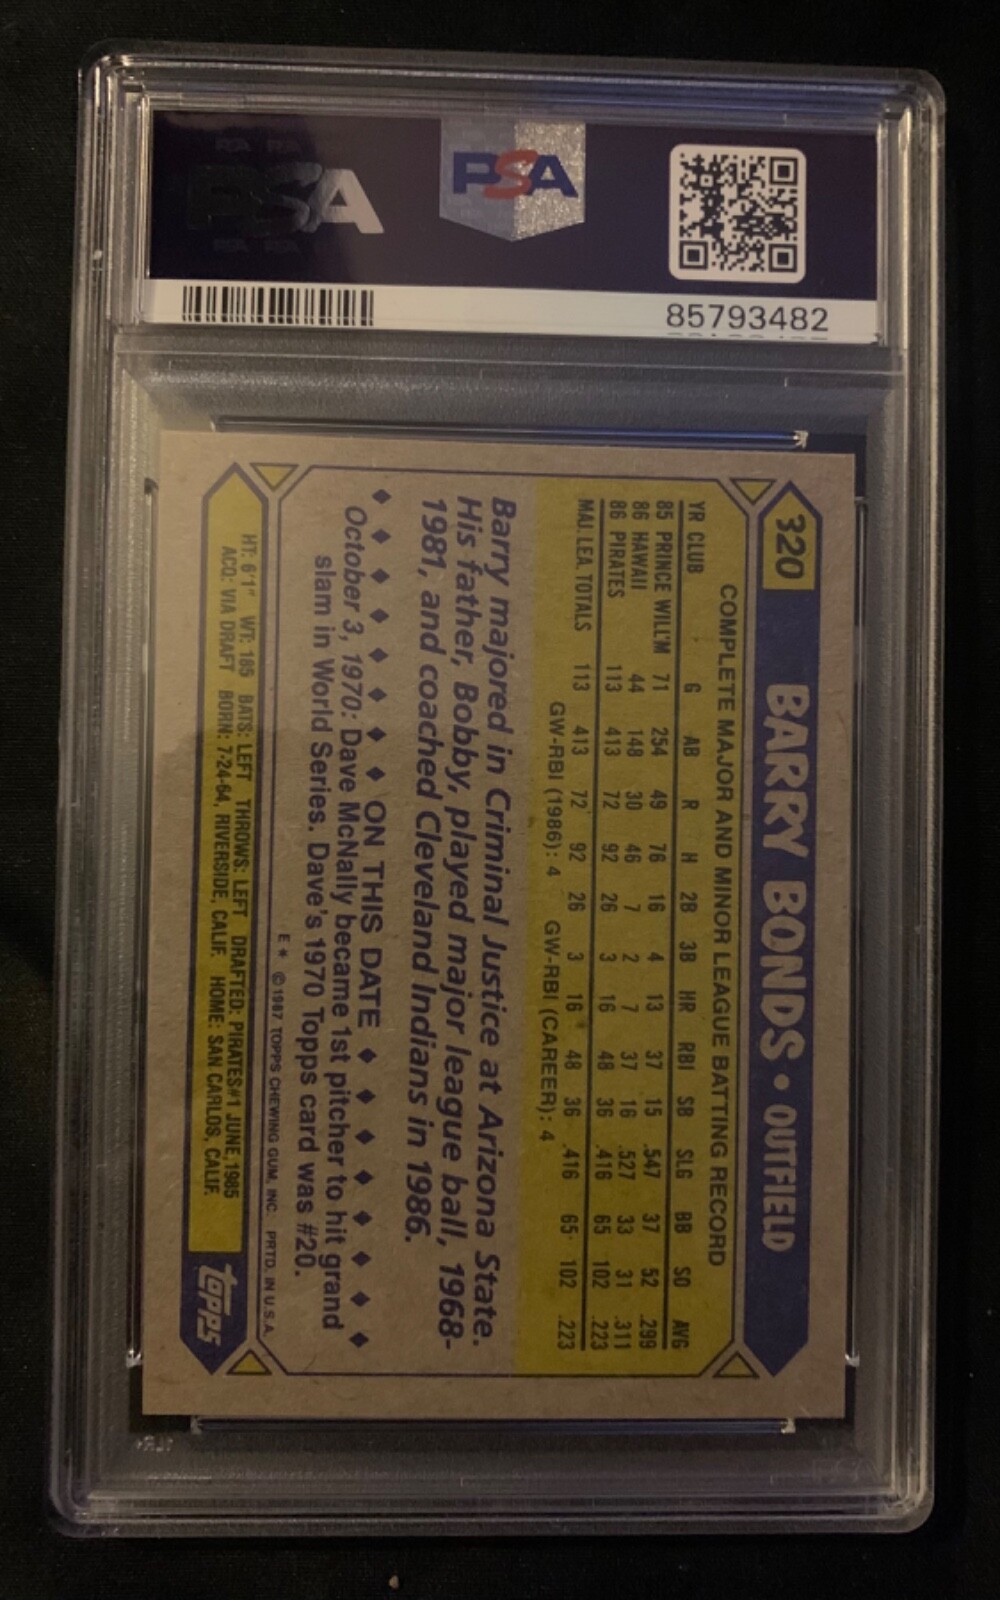 PSA
PSA
85793482
320
BARRY BONDS • OUTFIELD
COMPLETE MAJOR AND MINOR LEAGUE BATTING RECORD
YR CLUB G AB R H 2B 3B HR RBI SB SLG BB SO AVG
85 PRINCE WILL'M 71 254 49 76 16 4 13 37 15 .547 37 52 .299
86 HAWAII 44 148 30 46 7 2 7 37 16 .527 33 31 .311
86 PIRATES 113 413 72 92 26 3 16 48 36 .416 65 102 .223
MAJ. LEA. TOTALS 113 413 72 92 26 3 16 48 36 .416 65 102 .223
GW-RBI (1986): 4 GW-RBI (CAREER): 4
Barry majored in Criminal Justice at Arizona State.
His father, Bobby, played major league ball, 1968-
1981, and coached Cleveland Indians in 1986.
♦ ♦ ♦ ♦ ♦ ♦ ♦ ♦ ON THIS DATE ♦ ♦ ♦ ♦ ♦ ♦ ♦ ♦
October 3, 1970: Dave McNally became 1st pitcher to hit grand
slam in World Series. Dave's 1970 Topps card was #20.
E* © 1987 TOPPS CHEWING GUM, INC. PRTD. IN U.S.A.
HT: 6'1" WT: 185 BATS: LEFT THROWS: LEFT DRAFTED: PIRATES #1 JUNE, 1985
ACQ: VIA DRAFT BORN: 7-24-64, RIVERSIDE, CALIF. HOME: SAN CARLOS, CALIF.
topps